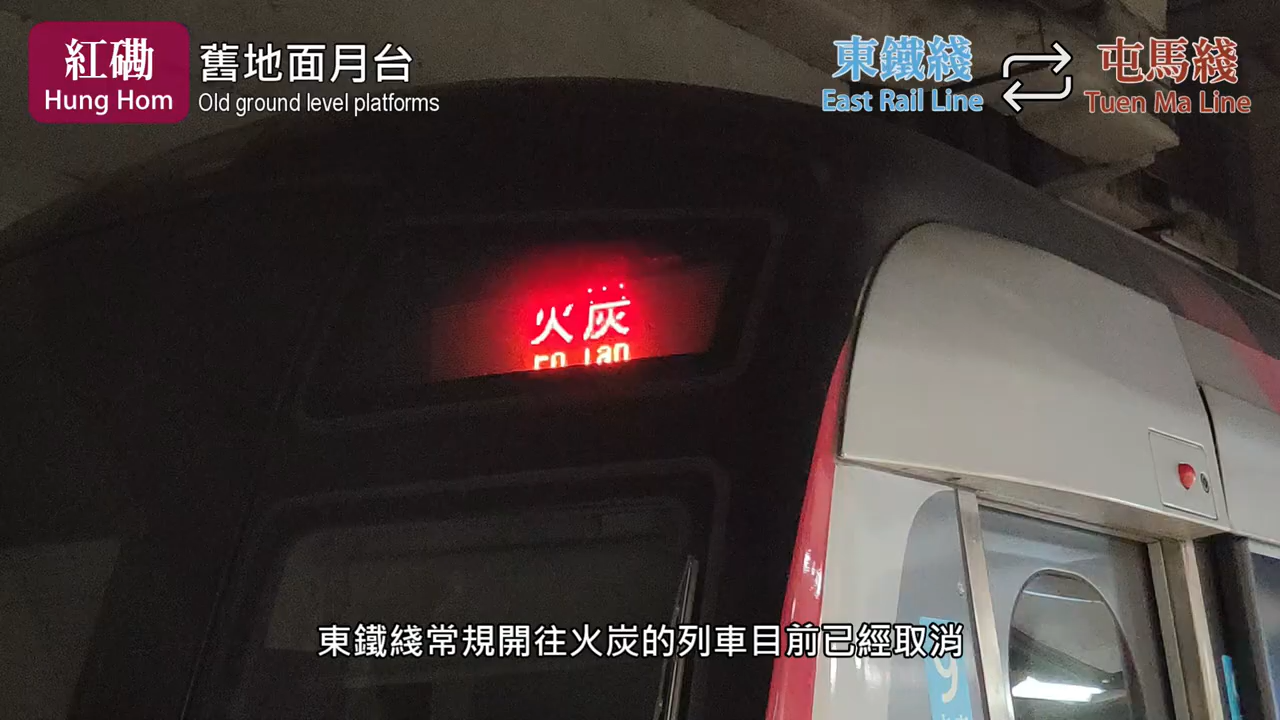 紅磡
Hung Hom
舊地面月台
Old ground level platforms
東鐵綫
East Rail Line
屯馬綫
Tuen Ma Line
火炭
東鐵綫常規開往火炭的列車目前已經取消
9